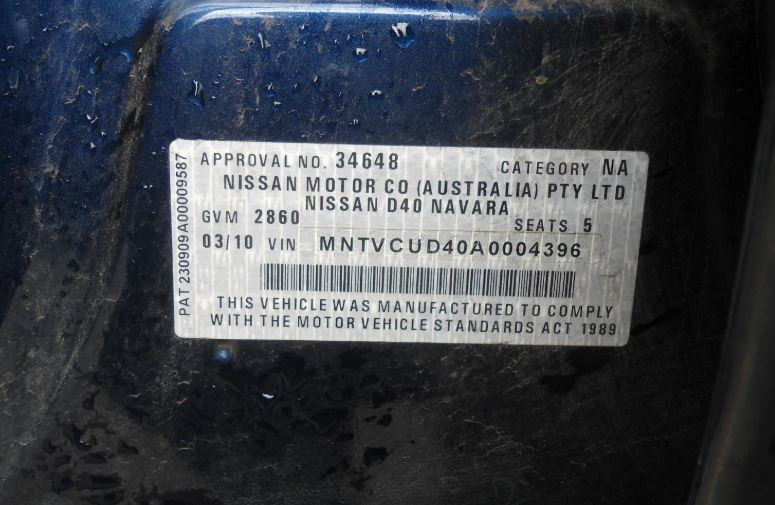 APPROVAL NO. 34648 CATEGORY NA
NISSAN MOTOR CO (AUSTRALIA) PTY LTD
NISSAN D40 NAVARA
GVM 2860 SEATS 5
03/10 VIN MNTVCUD40A0004396
THIS VEHICLE WAS MANUFACTURED TO COMPLY
WITH THE MOTOR VEHICLE STANDARDS ACT 1989
PAT 230909A00009587